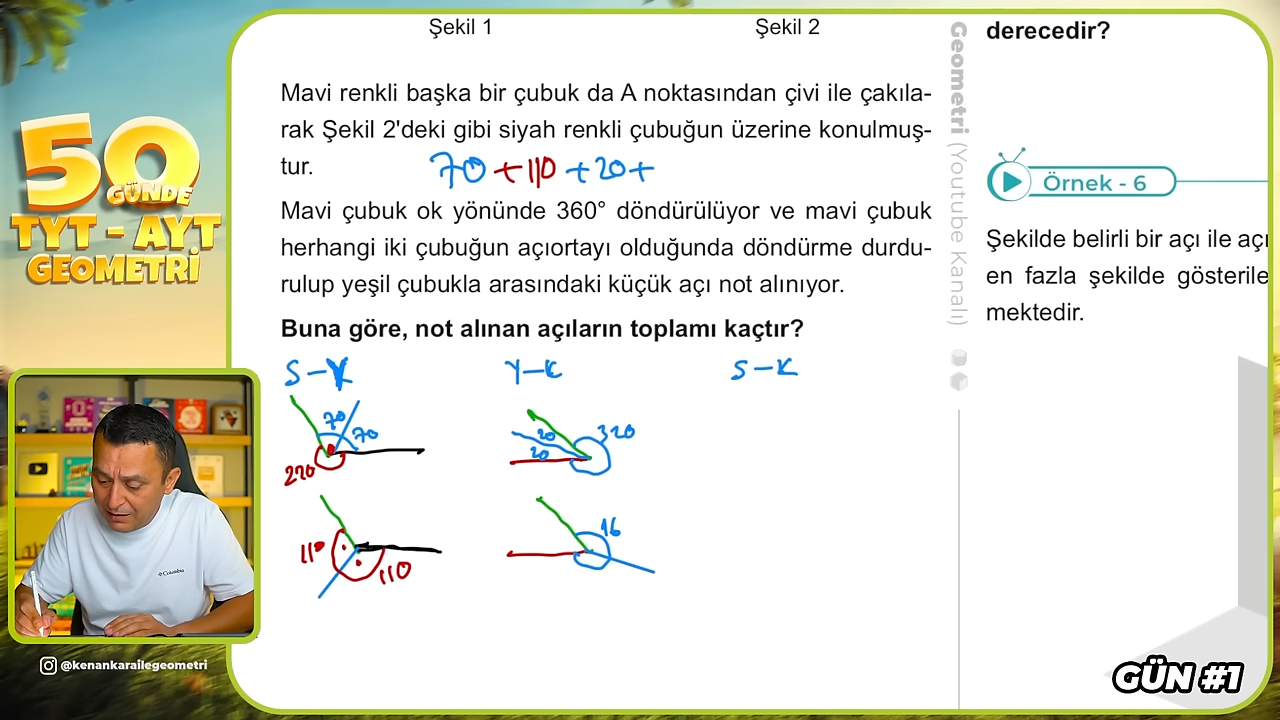 Şekil 1
Şekil 2
derecedir?
Mavi renkli başka bir çubuk da A noktasından çivi ile çakıla-
rak Şekil 2'deki gibi siyah renkli çubuğun üzerine konulmuş-
tur.
70 + 110 + 20 +
Mavi çubuk ok yönünde 360° döndürülüyor ve mavi çubuk
herhangi iki çubuğun açıortayı olduğunda döndürme durdu-
rulup yeşil çubukla arasındaki küçük açı not alınıyor.
Buna göre, not alınan açıların toplamı kaçtır?
S-Y
Y-K
S-K
70
70
220
20
20
320
110
110
16
Geometri (Youtube Kanalı)
Örnek - 6
Şekilde belirli bir açı ile açı
en fazla şekilde gösterile
mektedir.
50
GÜNDE
TYT - AYT
GEOMETRİ
Columbia
@kenankarailegeometri
GÜN #1